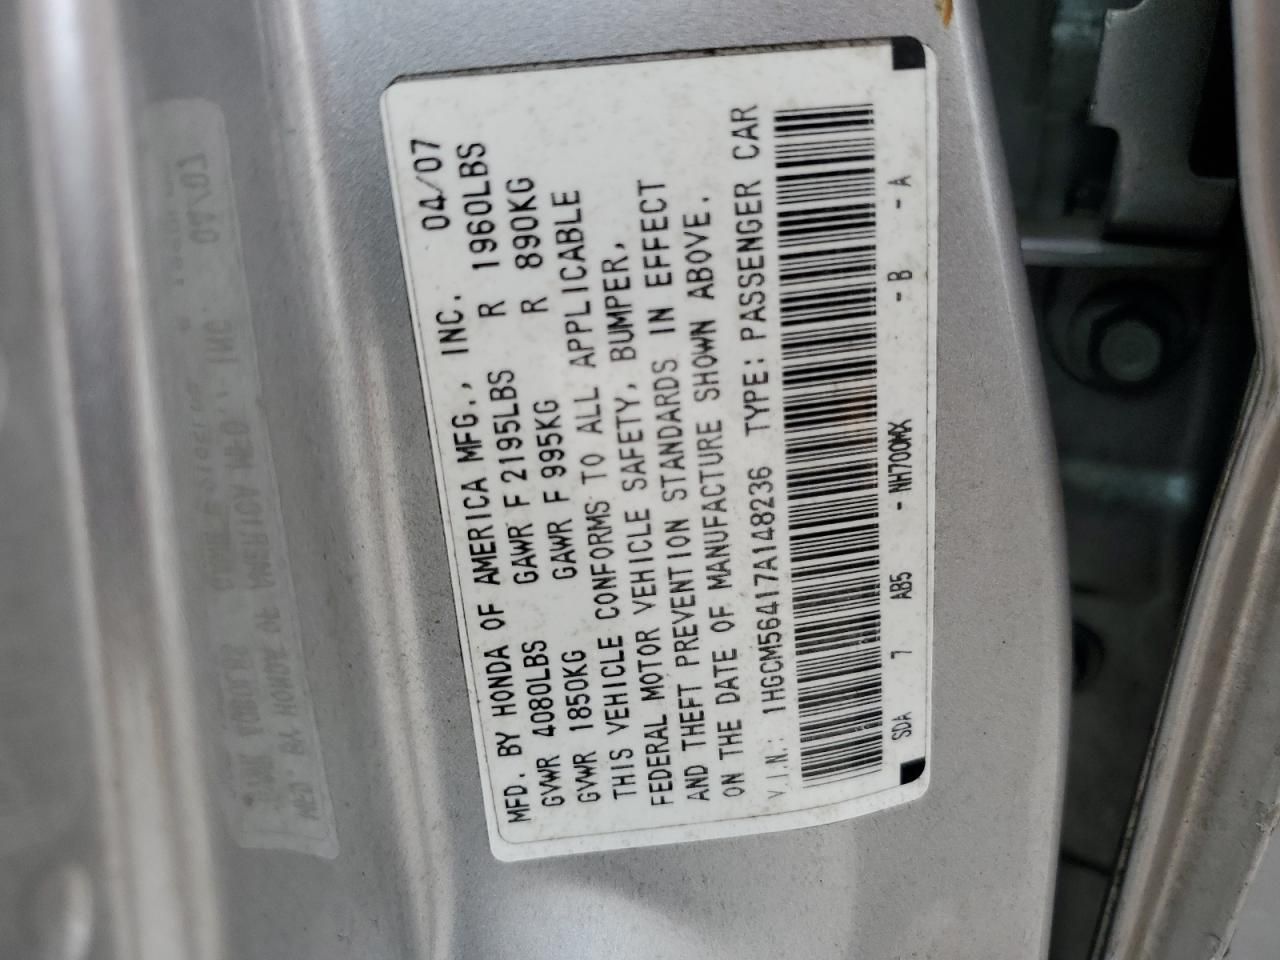 MFD. BY HONDA OF AMERICA MFG., INC. 04/07
GVWR 4080LBS GAWR F 2195LBS R 1960LBS
GVWR 1850KG GAWR F 995KG R 890KG
THIS VEHICLE CONFORMS TO ALL APPLICABLE
FEDERAL MOTOR VEHICLE SAFETY, BUMPER,
AND THEFT PREVENTION STANDARDS IN EFFECT
ON THE DATE OF MANUFACTURE SHOWN ABOVE.
V.I.N.: 1HGCM56417A148236 TYPE: PASSENGER CAR
SDA 7 AB5 - NH700MX - B - A